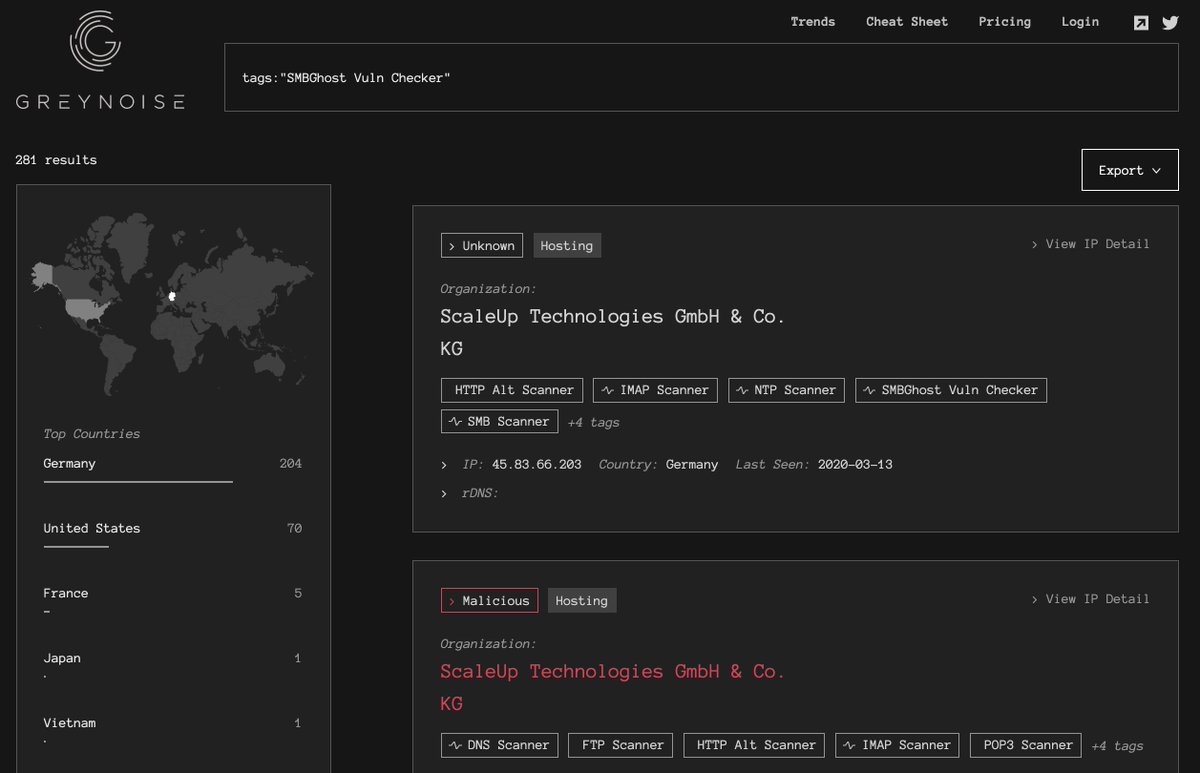 Trends Cheat Sheet Pricing Login
GREYNOISE
tags:"SMBGhost Vuln Checker"
281 results
Export
Top Countries
Germany 204
United States 70
France 5
Japan 1
Vietnam 1
> Unknown Hosting > View IP Detail
Organization:
ScaleUp Technologies GmbH & Co.
KG
HTTP Alt Scanner IMAP Scanner NTP Scanner SMBGhost Vuln Checker
SMB Scanner +4 tags
> IP: 45.83.66.203 Country: Germany Last Seen: 2020-03-13
> rDNS:
> Malicious Hosting > View IP Detail
Organization:
ScaleUp Technologies GmbH & Co.
KG
DNS Scanner FTP Scanner HTTP Alt Scanner IMAP Scanner POP3 Scanner +4 tags